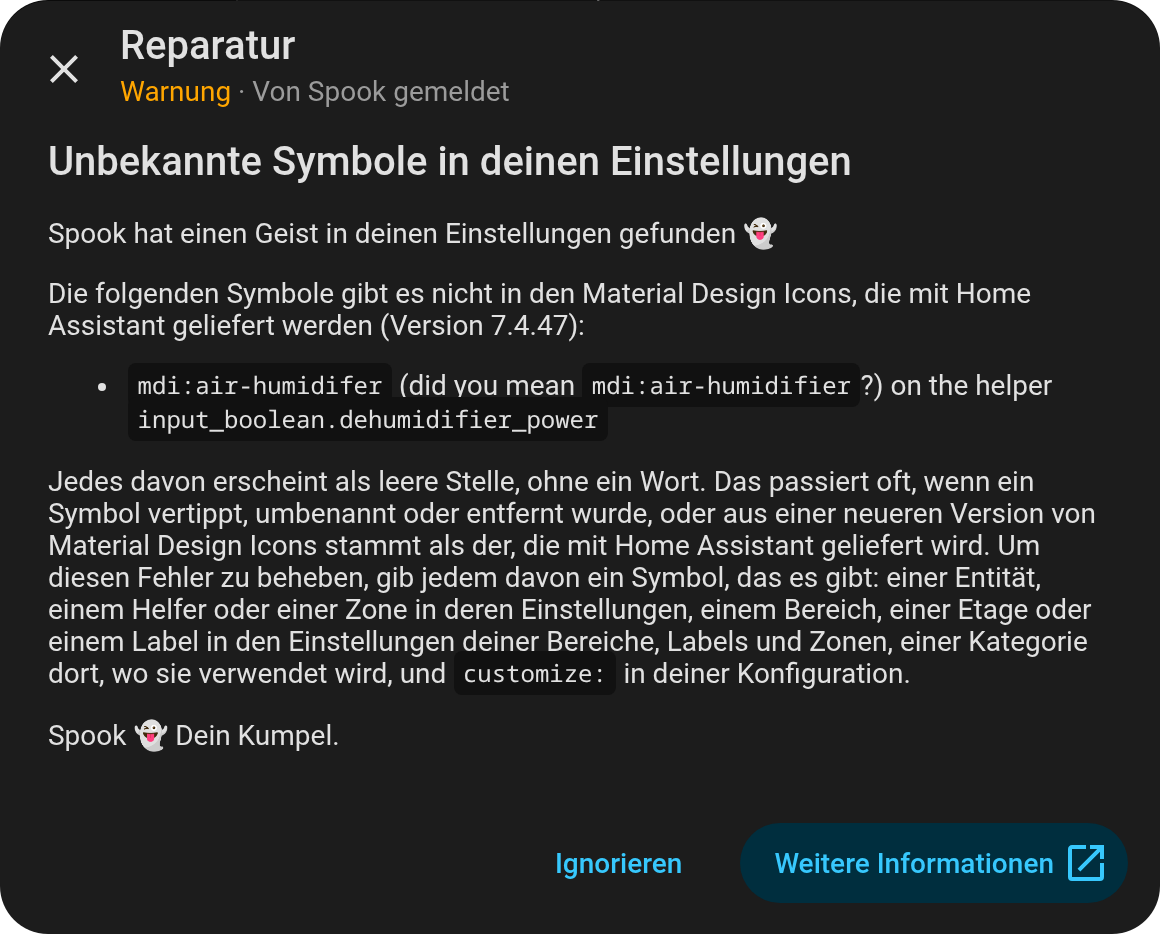 Reparatur
Warnung · Von Spook gemeldet
Unbekannte Symbole in deinen Einstellungen
Spook hat einen Geist in deinen Einstellungen gefunden 👻
Die folgenden Symbole gibt es nicht in den Material Design Icons, die mit Home
Assistant geliefert werden (Version 7.4.47):
• mdi:air-humidifer (did you mean mdi:air-humidifier?) on the helper
input_boolean.dehumidifier_power
Jedes davon erscheint als leere Stelle, ohne ein Wort. Das passiert oft, wenn ein
Symbol vertippt, umbenannt oder entfernt wurde, oder aus einer neueren Version von
Material Design Icons stammt als der, die mit Home Assistant geliefert wird. Um
diesen Fehler zu beheben, gib jedem davon ein Symbol, das es gibt: einer Entität,
einem Helfer oder einer Zone in deren Einstellungen, einem Bereich, einer Etage oder
einem Label in den Einstellungen deiner Bereiche, Labels und Zonen, einer Kategorie
dort, wo sie verwendet wird, und customize: in deiner Konfiguration.
Spook 👻 Dein Kumpel.
Ignorieren
Weitere Informationen